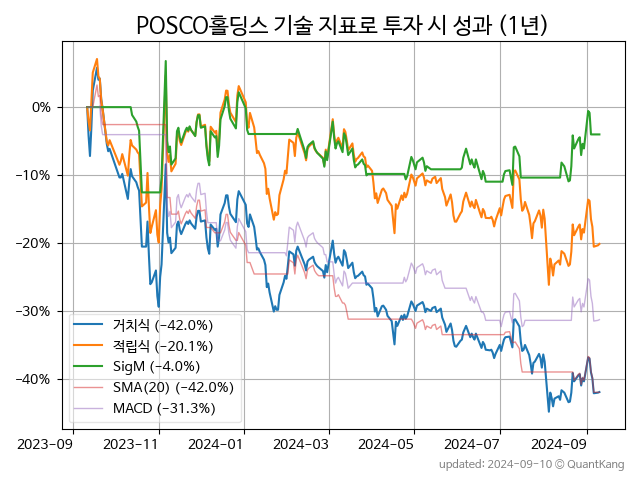 POSCO홀딩스 기술 지표로 투자 시 성과 (1년)
0%
−10%
−20%
−30%
−40%
거치식 (−42.0%)
적립식 (−20.1%)
SigM (−4.0%)
SMA(20) (−42.0%)
MACD (−31.3%)
2023−09 2023−11 2024−01 2024−03 2024−05 2024−07 2024−09
updated: 2024−09−10 ⓒ QuantKang